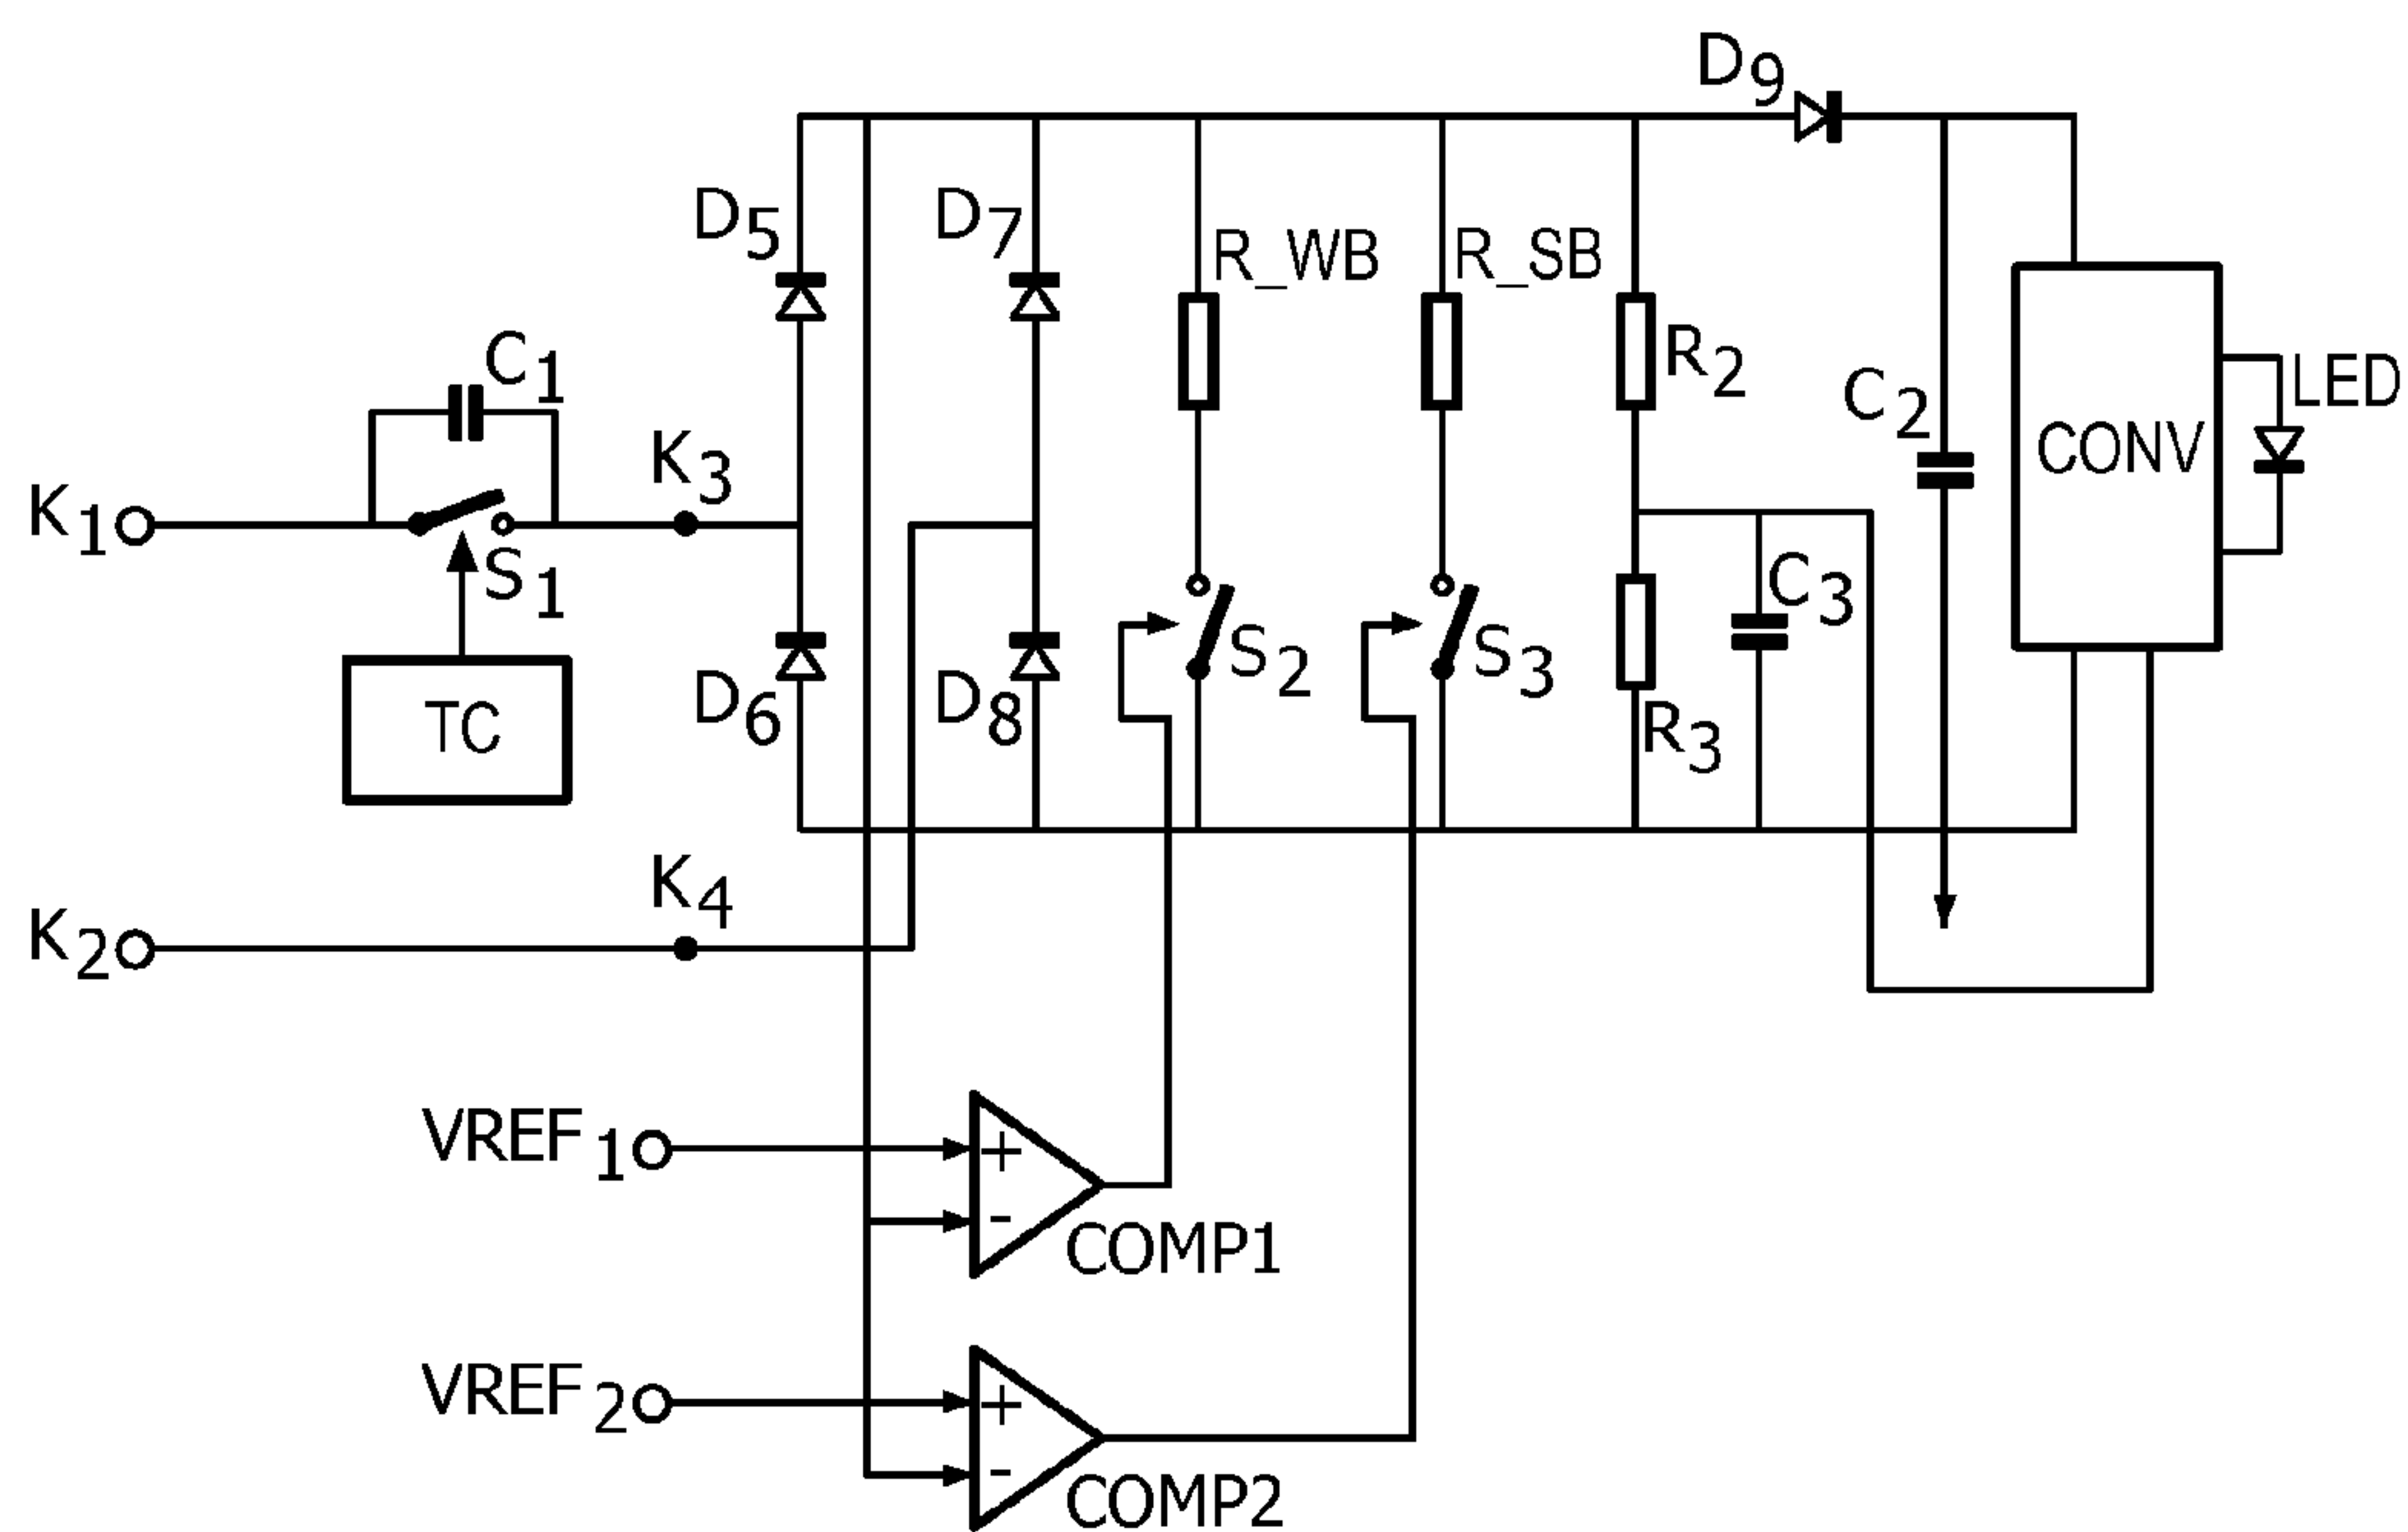 D9
D5
D7
R_WB
R_SB
C1
R2
LED
C2
K3
CONV
K1
S1
C3
S2
S3
TC
D6
D8
R3
K4
K2
VREF1
+
-
COMP1
VREF2
+
-
COMP2